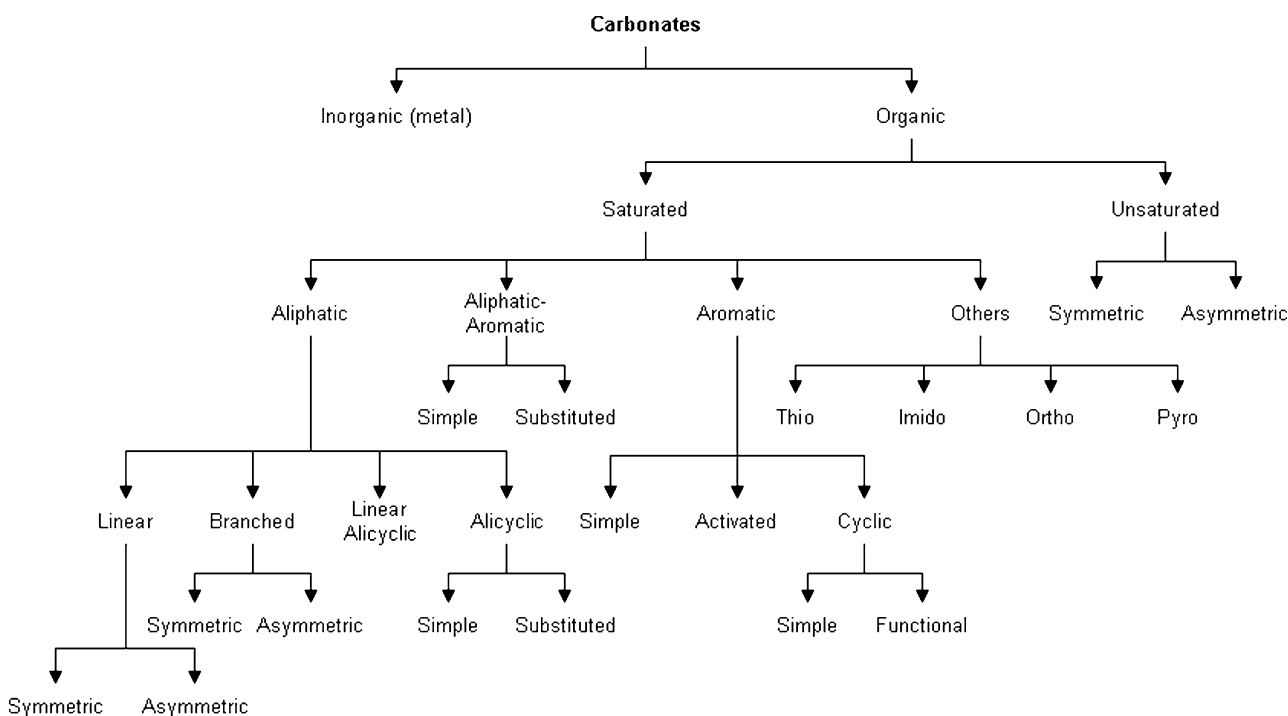 Carbonates
Inorganic (metal)
Organic
Saturated
Unsaturated
Aliphatic
Aliphatic-
Aromatic
Aromatic
Others
Symmetric
Asymmetric
Simple
Substituted
Thio
Imido
Ortho
Pyro
Linear
Branched
Linear
Alicyclic
Alicyclic
Simple
Activated
Cyclic
Symmetric
Asymmetric
Simple
Substituted
Simple
Functional
Symmetric
Asymmetric